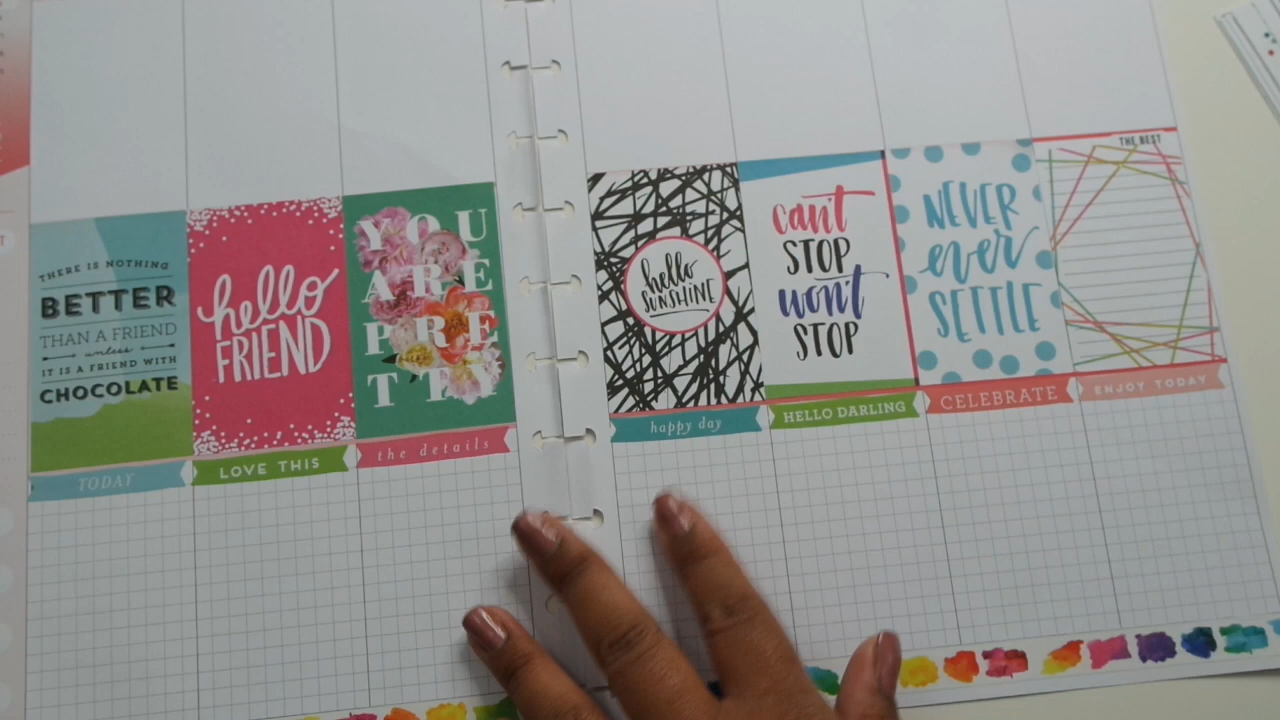 THERE IS NOTHING
BETTER
THAN A FRIEND
unless
IT IS A FRIEND WITH
CHOCOLATE
TODAY
hello
FRIEND
LOVE THIS
YOU
ARE
PRE
TTY
the details
hello
SUNSHINE
happy day
can't
STOP
won't
STOP
HELLO DARLING
NEVER
ever
SETTLE
CELEBRATE
THE BEST
ENJOY TODAY